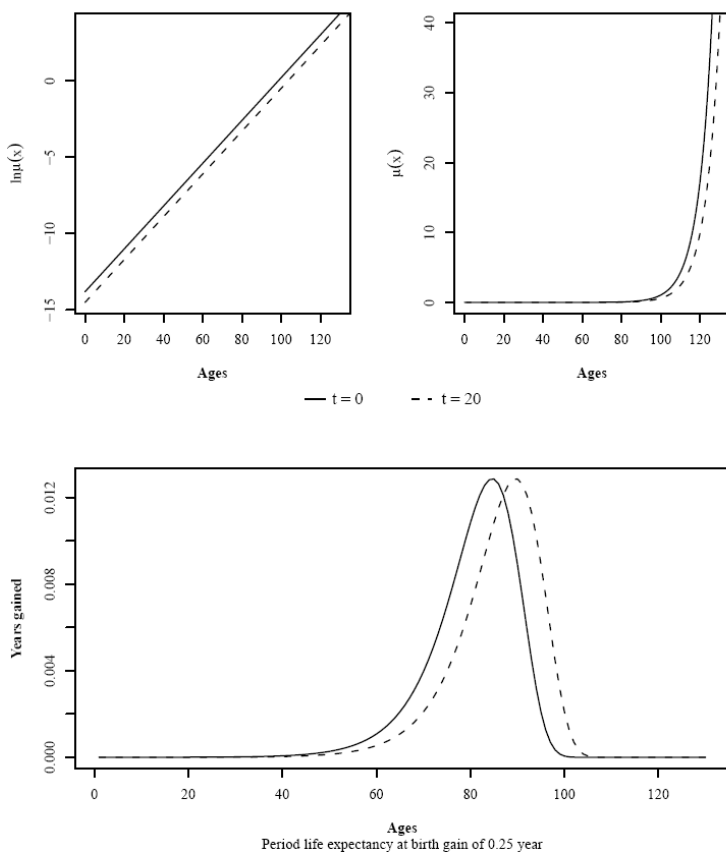 lnμ(x)
0
−5
−10
−15
0 20 40 60 80 100 120
Ages
μ(x)
40
30
20
10
0
0 20 40 60 80 100 120
Ages
t = 0 t = 20
Years gained
0.012
0.008
0.004
0.000
0 20 40 60 80 100 120
Ages
Period life expectancy at birth gain of 0.25 year